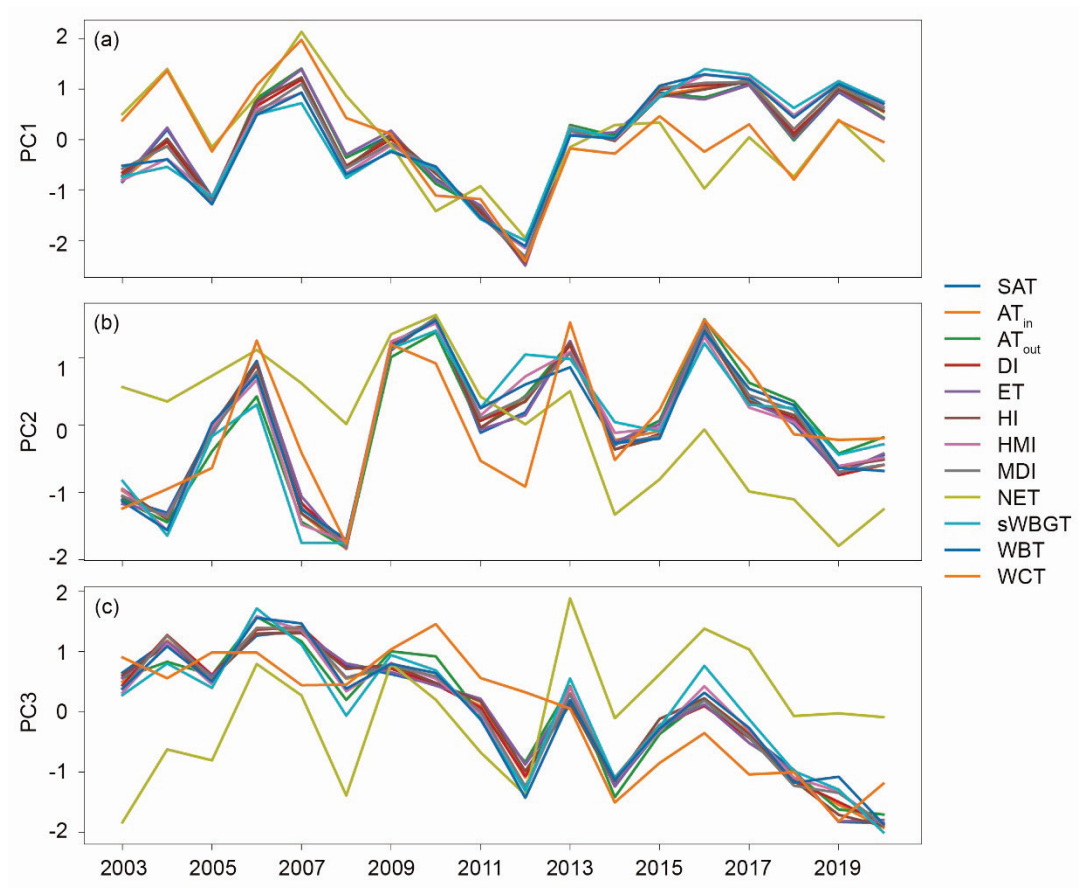 (a)
PC1
2
1
0
-1
-2
(b)
PC2
1
0
-1
-2
(c)
PC3
2
1
0
-1
-2
2003 2005 2007 2009 2011 2013 2015 2017 2019
SAT
ATin
ATout
DI
ET
HI
HMI
MDI
NET
sWBGT
WBT
WCT